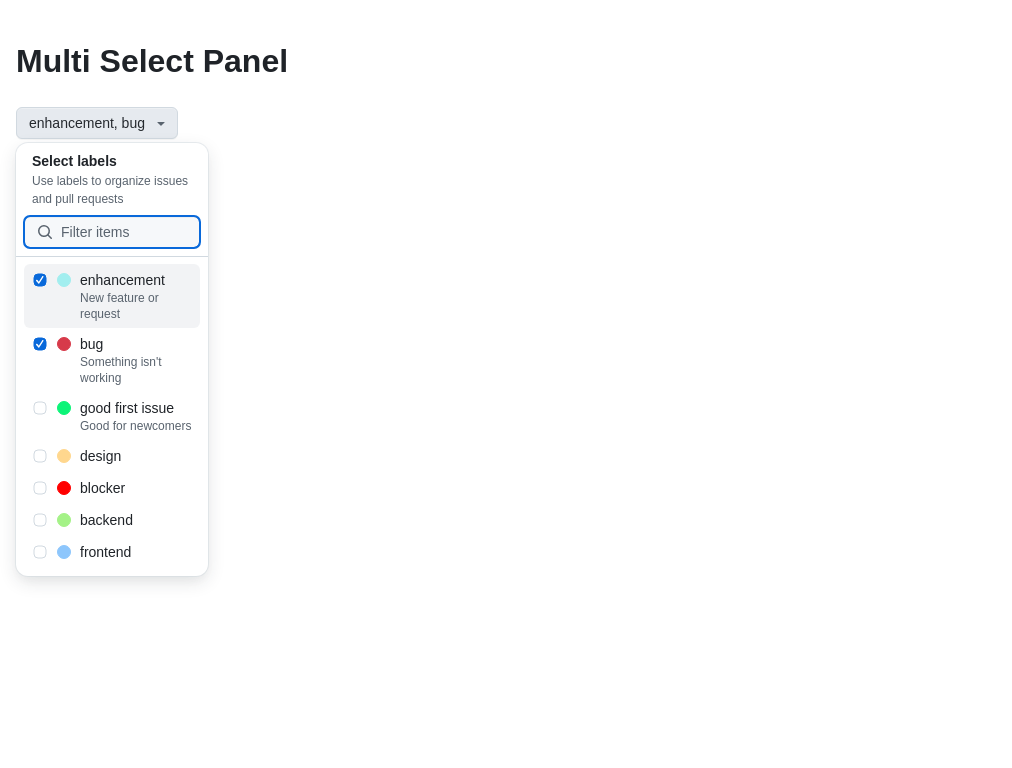 Multi Select Panel
enhancement, bug
Select labels
Use labels to organize issues
and pull requests
Filter items
enhancement
New feature or
request
bug
Something isn't
working
good first issue
Good for newcomers
design
blocker
backend
frontend